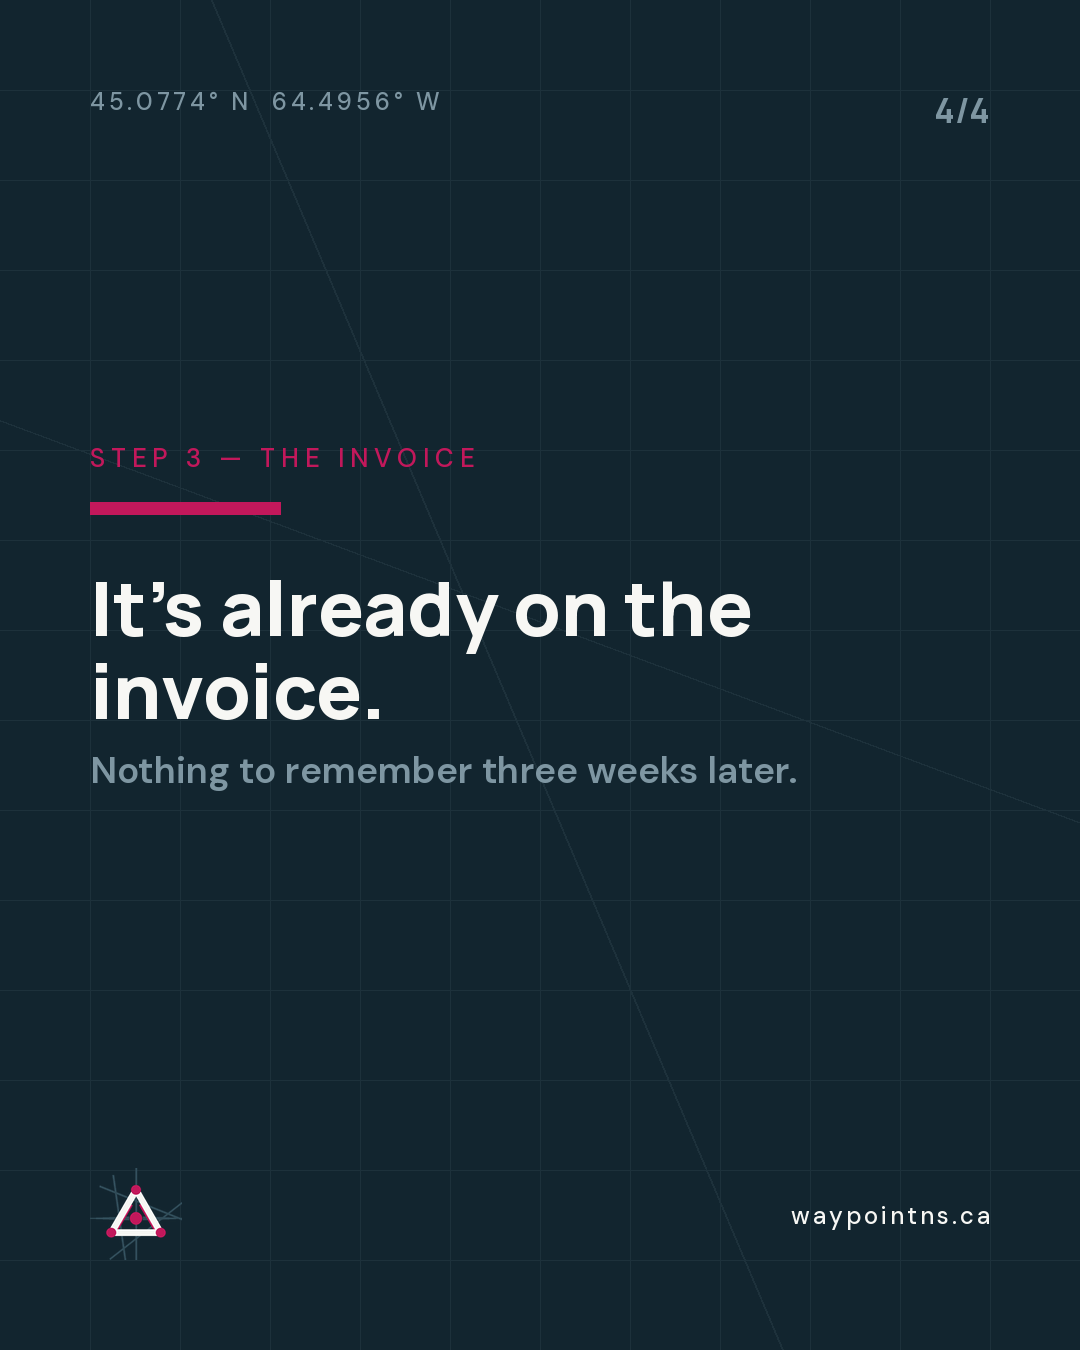 45.0774° N  64.4956° W
4/4
STEP 3 — THE INVOICE
It’s already on the
invoice.
Nothing to remember three weeks later.
waypointns.ca